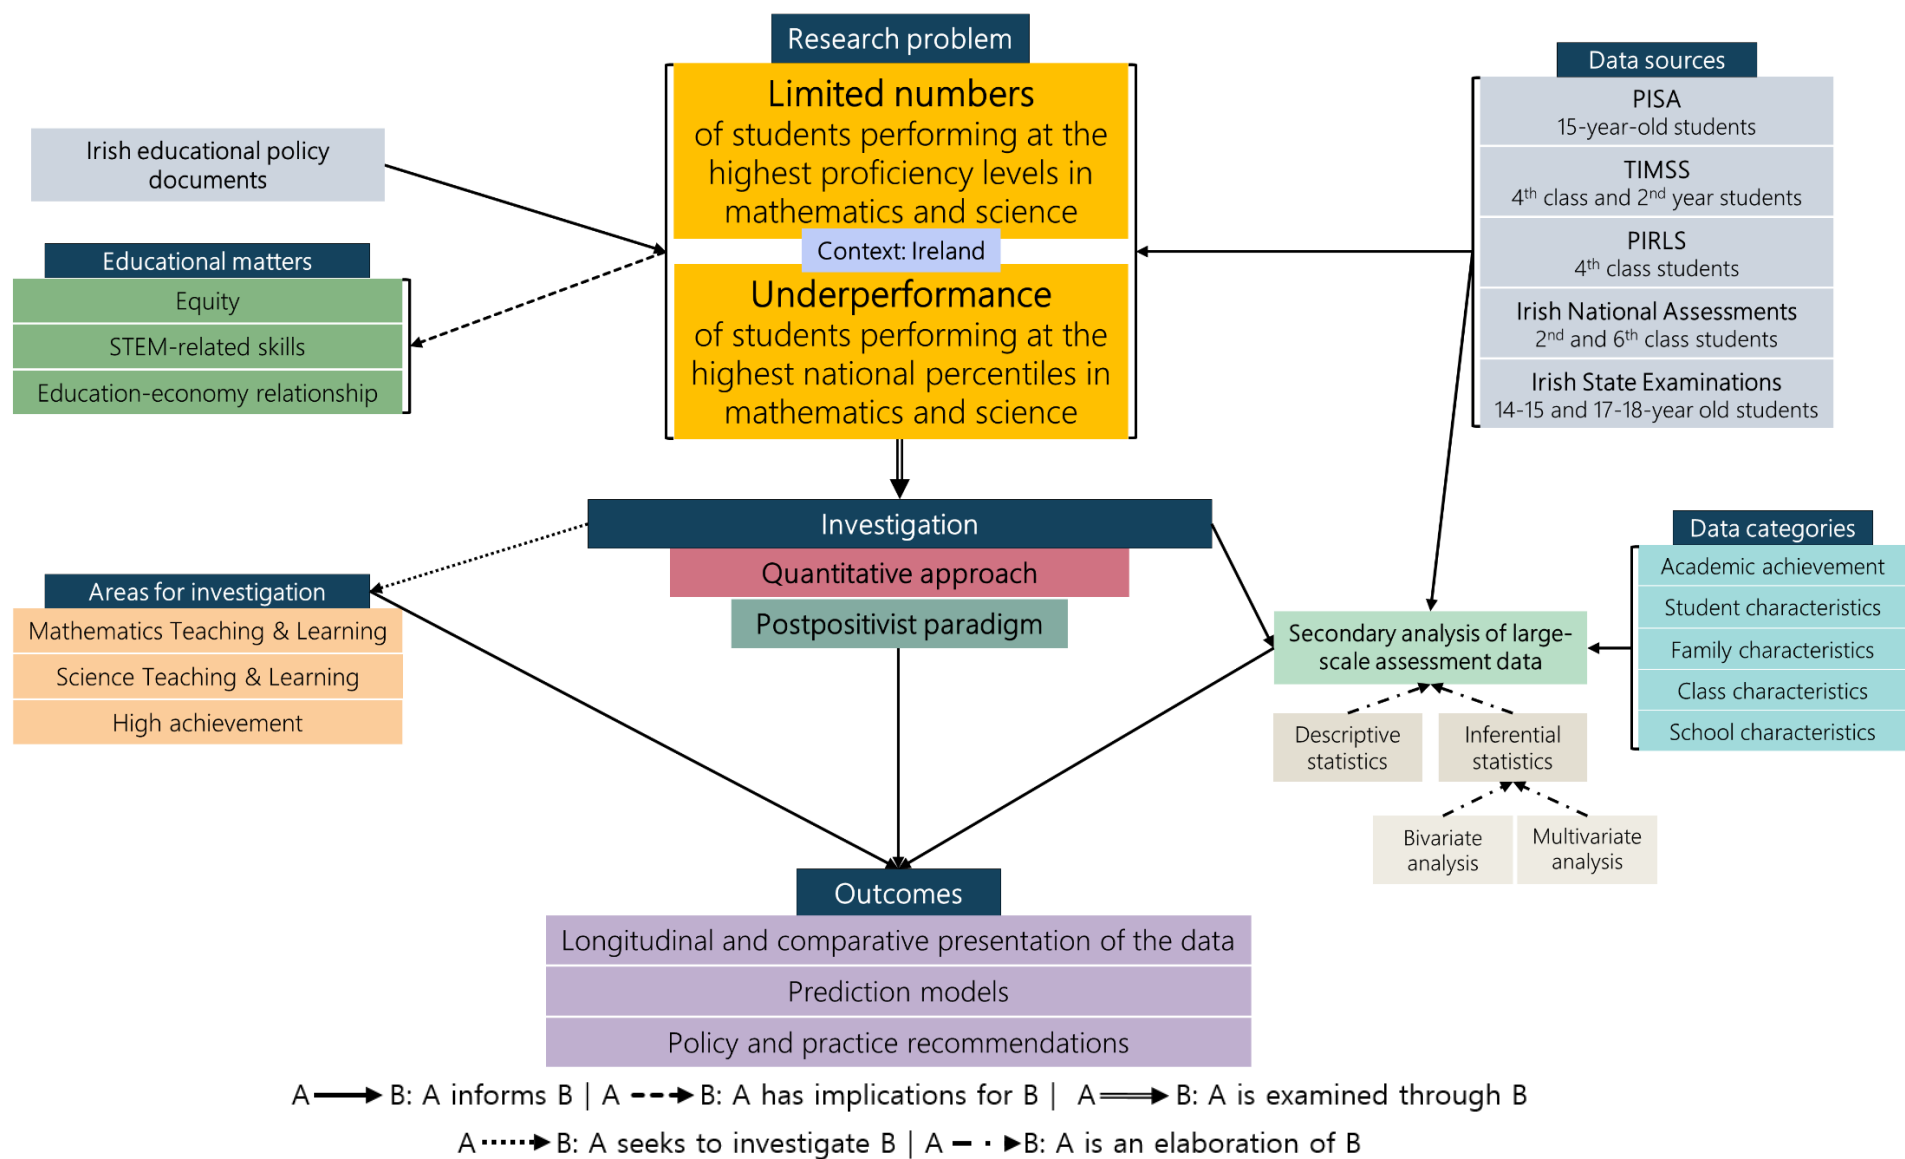 Research problem
Limited numbers
of students performing at the
highest proficiency levels in
mathematics and science
Context: Ireland
Underperformance
of students performing at the
highest national percentiles in
mathematics and science
Irish educational policy
documents
Educational matters
Equity
STEM-related skills
Education-economy relationship
Data sources
PISA
15-year-old students
TIMSS
4th class and 2nd year students
PIRLS
4th class students
Irish National Assessments
2nd and 6th class students
Irish State Examinations
14-15 and 17-18-year old students
Investigation
Quantitative approach
Postpositivist paradigm
Areas for investigation
Mathematics Teaching & Learning
Science Teaching & Learning
High achievement
Data categories
Academic achievement
Student characteristics
Family characteristics
Class characteristics
School characteristics
Secondary analysis of large-
scale assessment data
Descriptive
statistics
Inferential
statistics
Bivariate
analysis
Multivariate
analysis
Outcomes
Longitudinal and comparative presentation of the data
Prediction models
Policy and practice recommendations
A B: A informs B | A B: A has implications for B | A B: A is examined through B
A B: A seeks to investigate B | A B: A is an elaboration of B